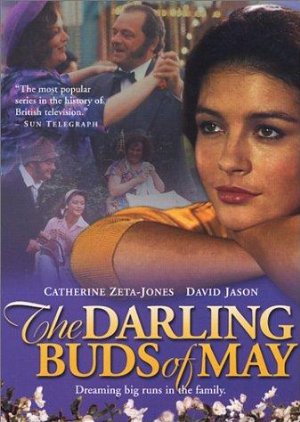 "The most popular
series in the history of
British television."
– Sun Telegraph
Catherine Zeta-Jones David Jason
The DARLING
BUDS of MAY
Dreaming big runs in the family.